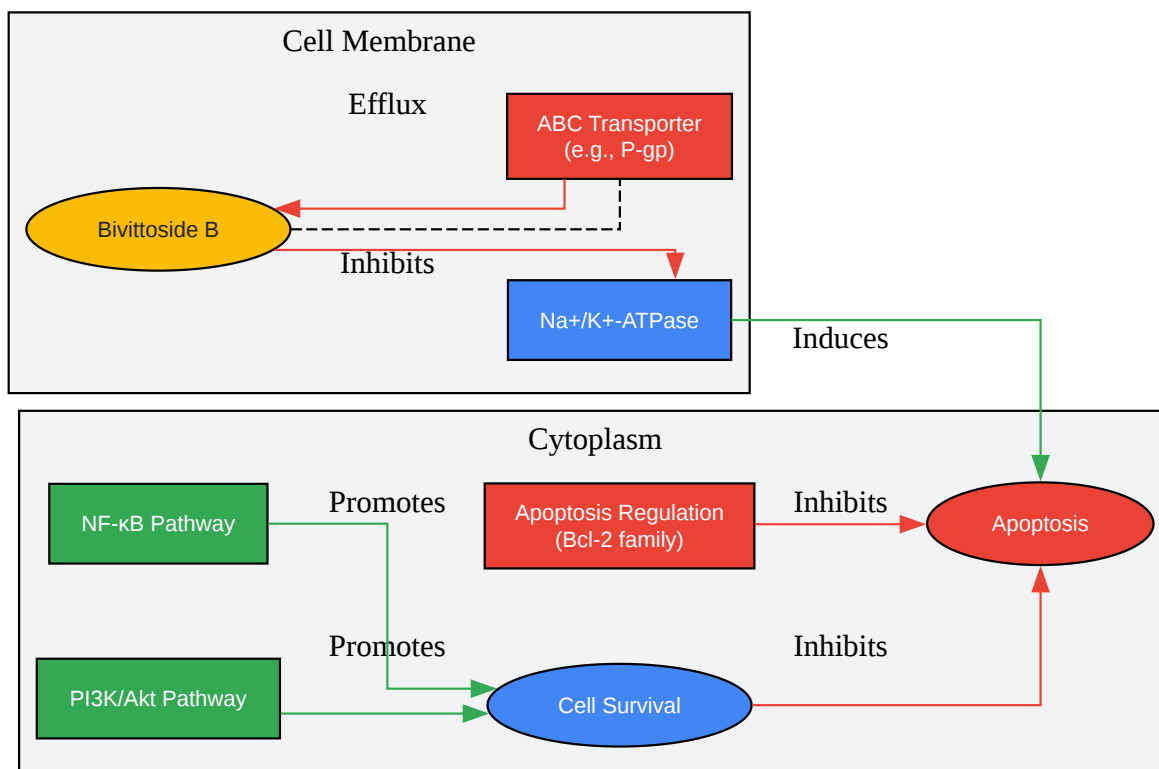 Cell Membrane
Efflux
ABC Transporter
(e.g., P-gp)
Bivittoside B
Inhibits
Na+/K+-ATPase
Induces
Cytoplasm
NF-κB Pathway
Promotes
Apoptosis Regulation
(Bcl-2 family)
Inhibits
Apoptosis
Promotes
Inhibits
PI3K/Akt Pathway
Cell Survival